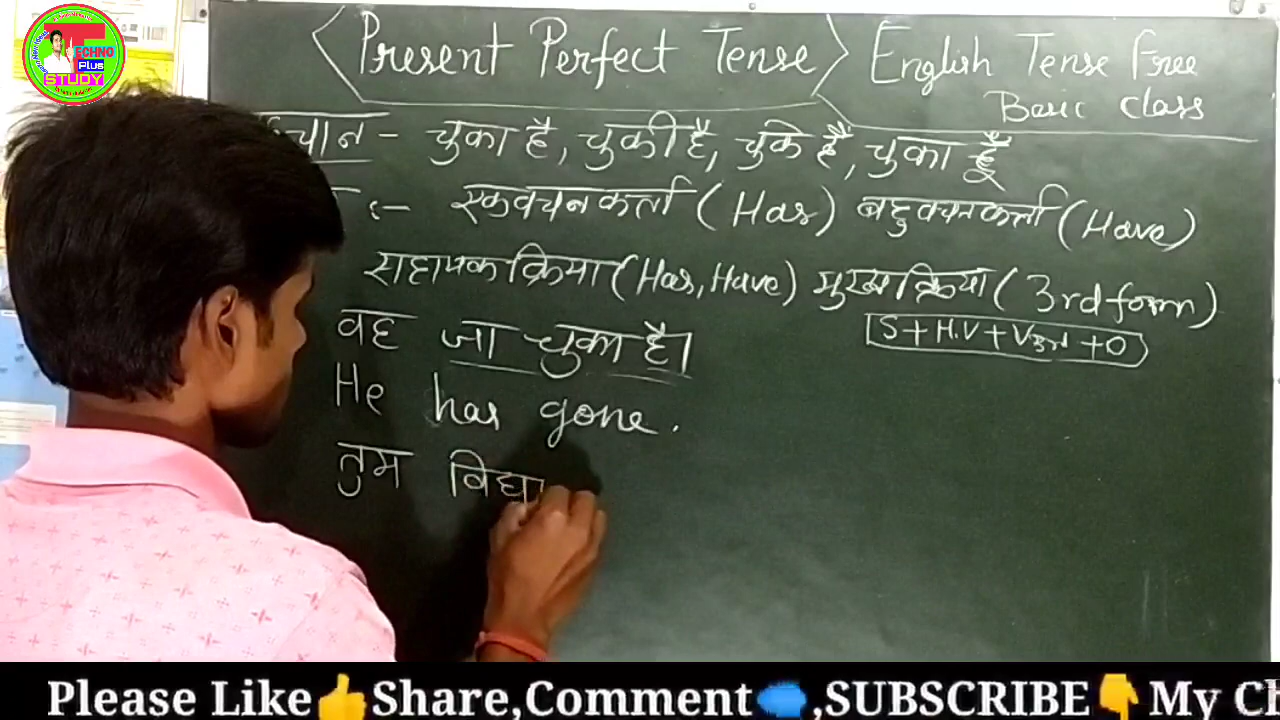 TECHNO
Plus
STUDY
Present Perfect Tense
English Tense Free
Basic class
चान - चुका है, चुकी है, चुके हैं, चुका हूँ
:- एकवचन कर्ता (Has) बहुवचन कर्ता (Have)
सहायक क्रिया (Has, Have) मुख्य क्रिया (3rd form)
S + H.V + V3rd + O
वह जा चुका है।
He has gone.
तुम विद्या
Please Like👍Share,Comment🗨,SUBSCRIBE👇My